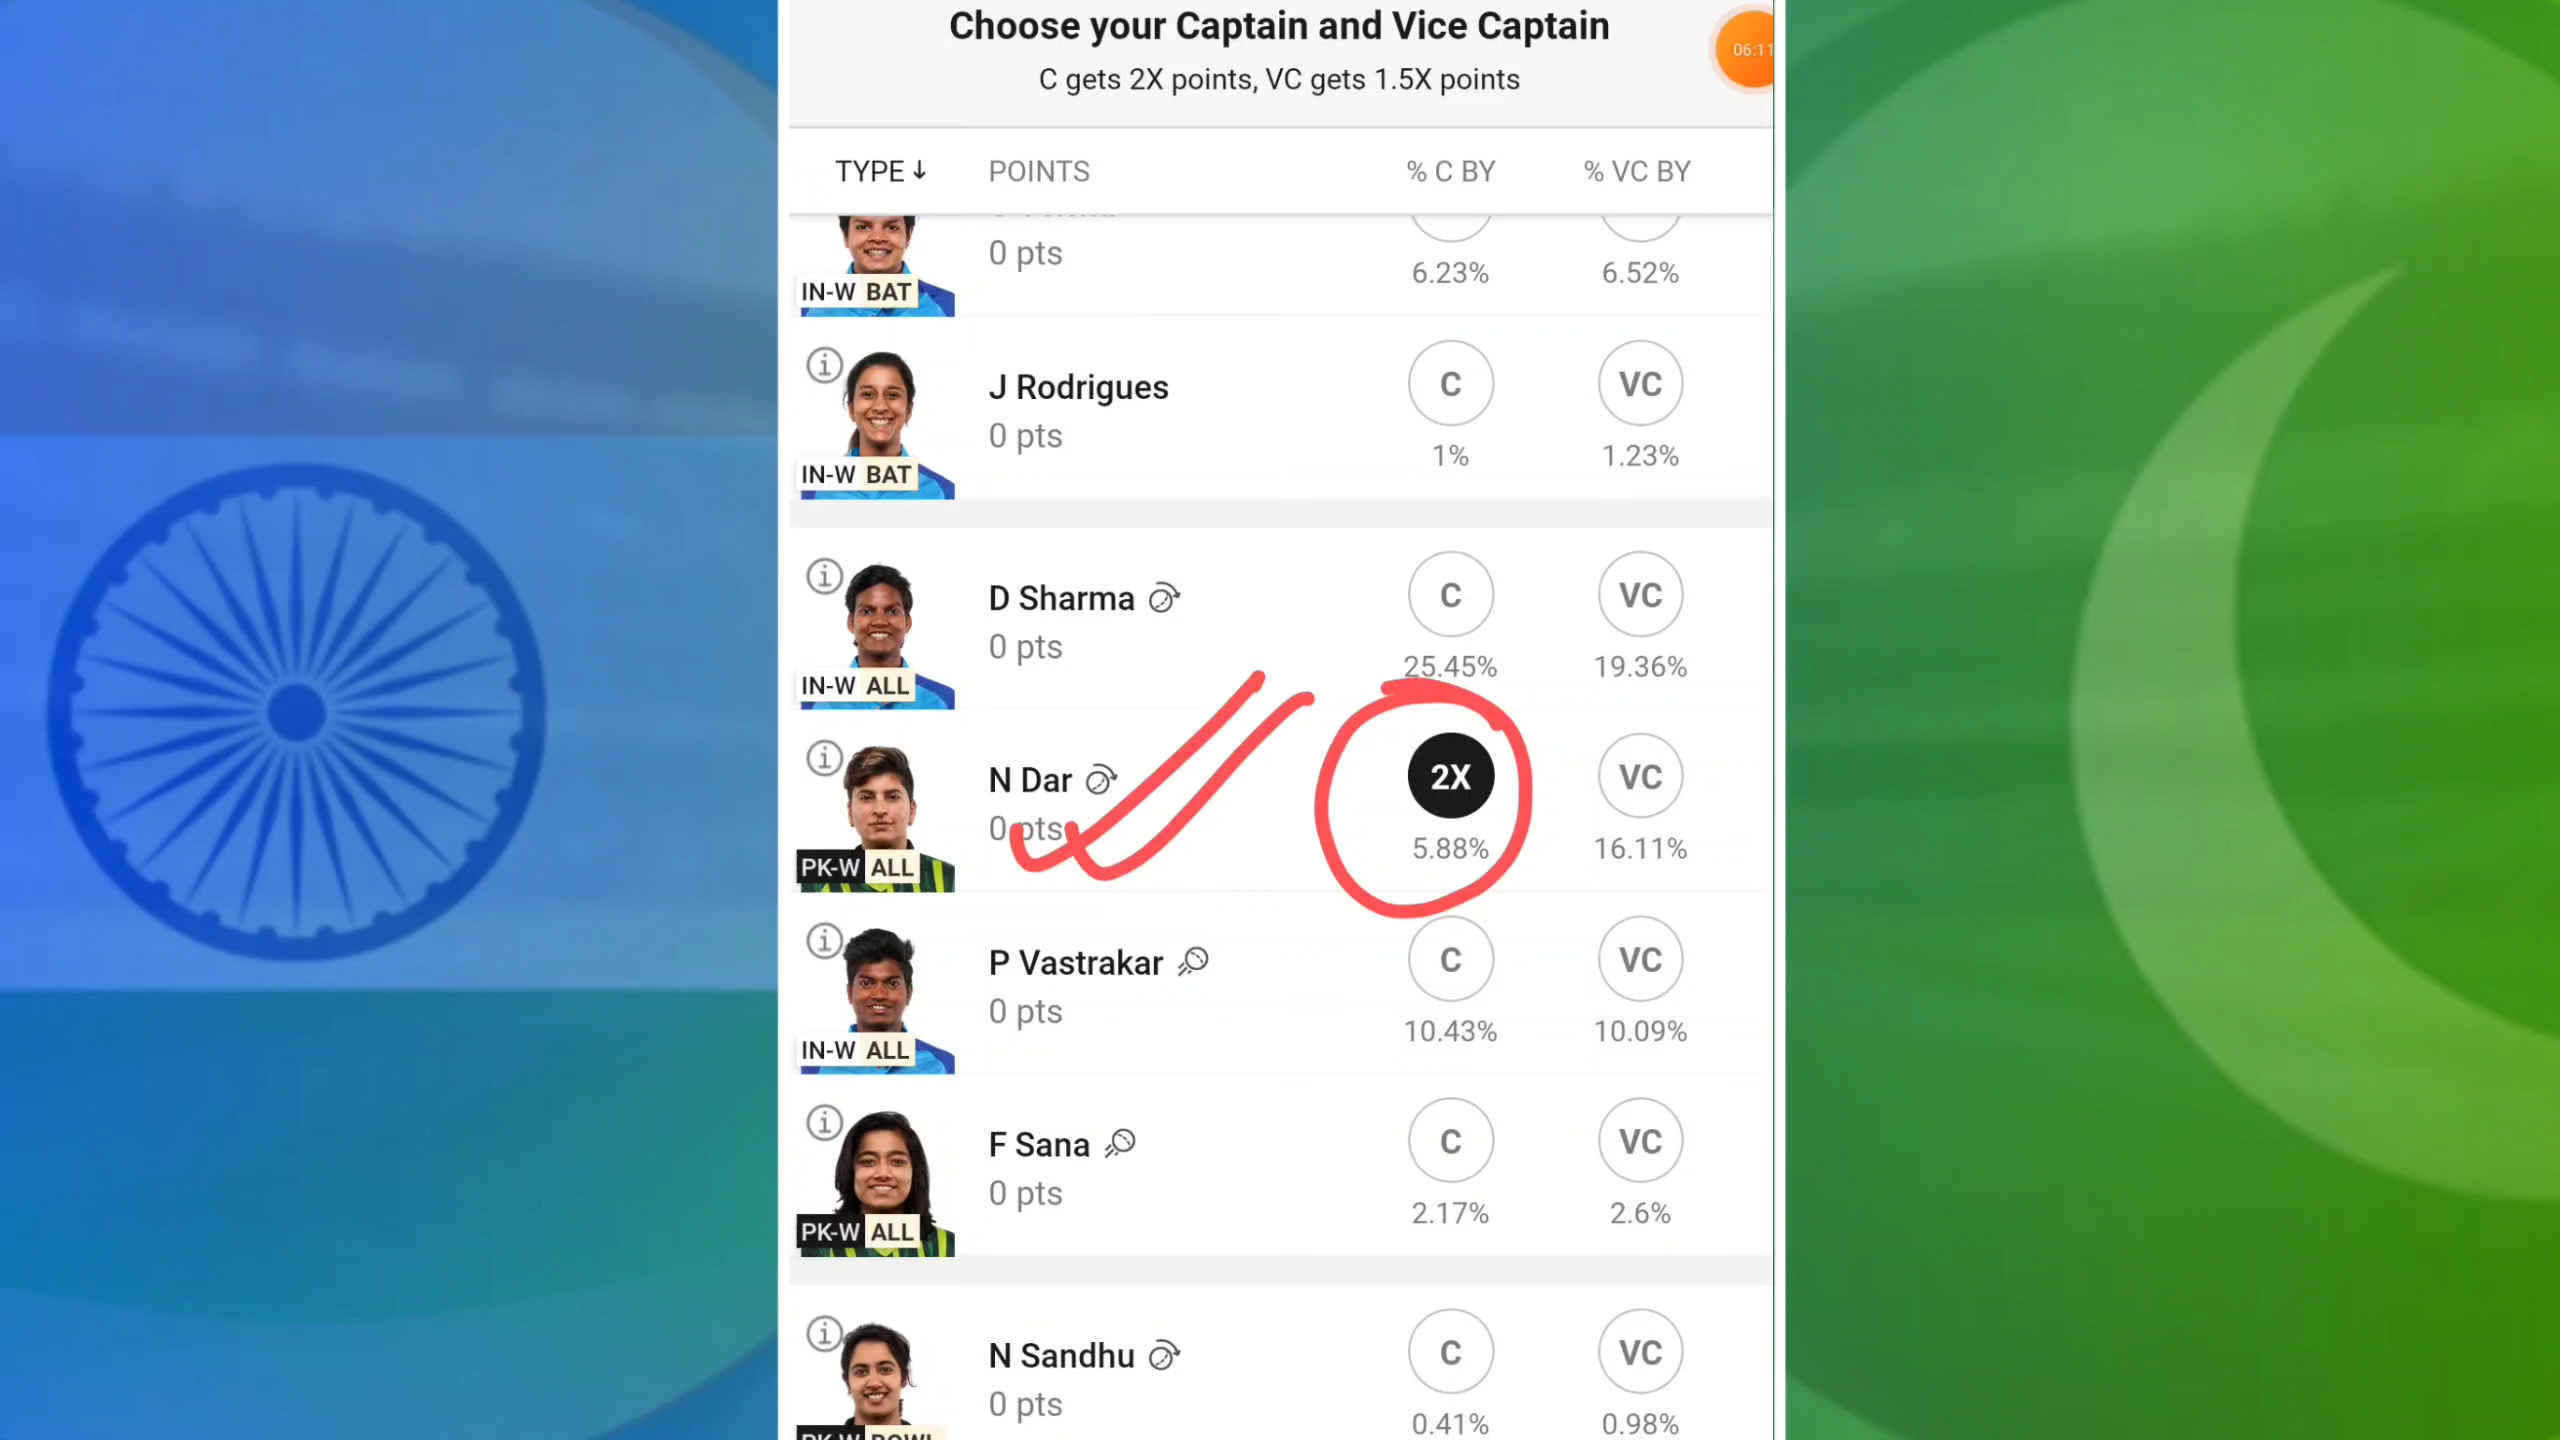 Choose your Captain and Vice Captain
C gets 2X points, VC gets 1.5X points
06:11
TYPE↓ POINTS % C BY % VC BY
0 pts 6.23% 6.52%
IN-W BAT
J Rodrigues C VC
0 pts 1% 1.23%
IN-W BAT
D Sharma C VC
0 pts 25.45% 19.36%
IN-W ALL
N Dar 2X VC
0 pts 5.88% 16.11%
PK-W ALL
P Vastrakar C VC
0 pts 10.43% 10.09%
IN-W ALL
F Sana C VC
0 pts 2.17% 2.6%
PK-W ALL
N Sandhu C VC
0 pts 0.41% 0.98%
PK-W BOWL